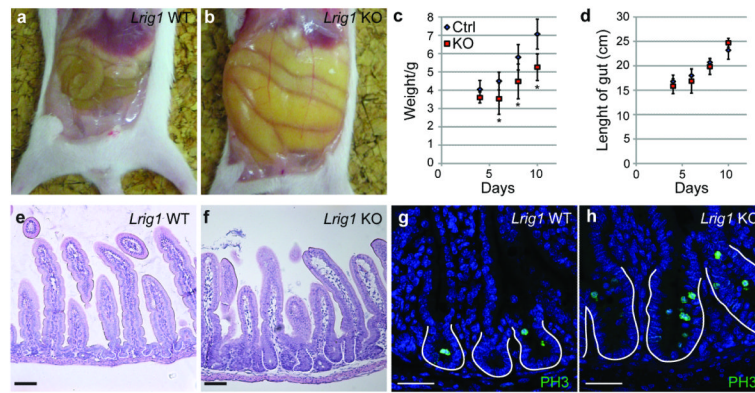 a Lrig1 WT
b Lrig1 KO
c
Ctrl
KO
Weight/g
8
7
6
5
4
3
2
1
0
*
*
*
0 5 10
Days
d
Lenght of gut (cm)
30
25
20
15
10
5
0
0 5 10
Days
e Lrig1 WT
f Lrig1 KO
g Lrig1 WT
PH3
h Lrig1 KO
PH3